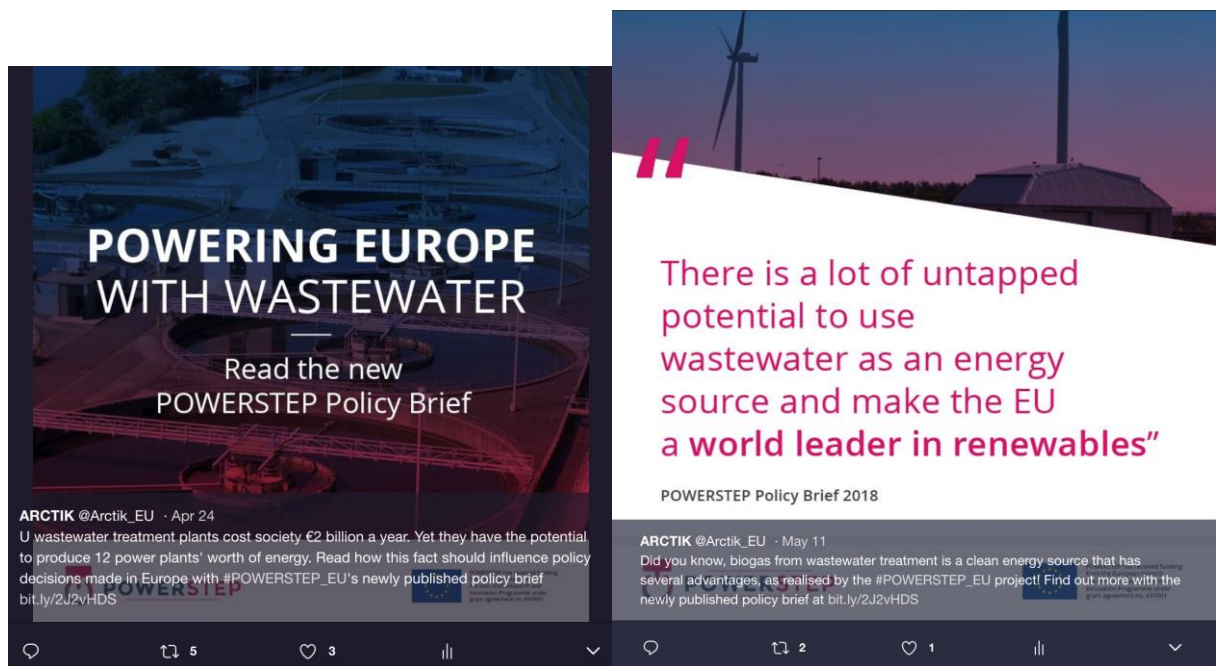 POWERING EUROPE
WITH WASTEWATER
Read the new
POWERSTEP Policy Brief
ARCTIK @Arctik_EU · Apr 24
U wastewater treatment plants cost society €2 billion a year. Yet they have the potential
to produce 12 power plants' worth of energy. Read how this fact should influence policy
decisions made in Europe with #POWERSTEP_EU's newly published policy brief
bit.ly/2J2vHDS
POWERSTEP
5
3
“
There is a lot of untapped
potential to use
wastewater as an energy
source and make the EU
a world leader in renewables”
POWERSTEP Policy Brief 2018
ARCTIK @Arctik_EU · May 11
Did you know, biogas from wastewater treatment is a clean energy source that has
several advantages, as realised by the #POWERSTEP_EU project! Find out more with the
newly published policy brief at bit.ly/2J2vHDS
2
1